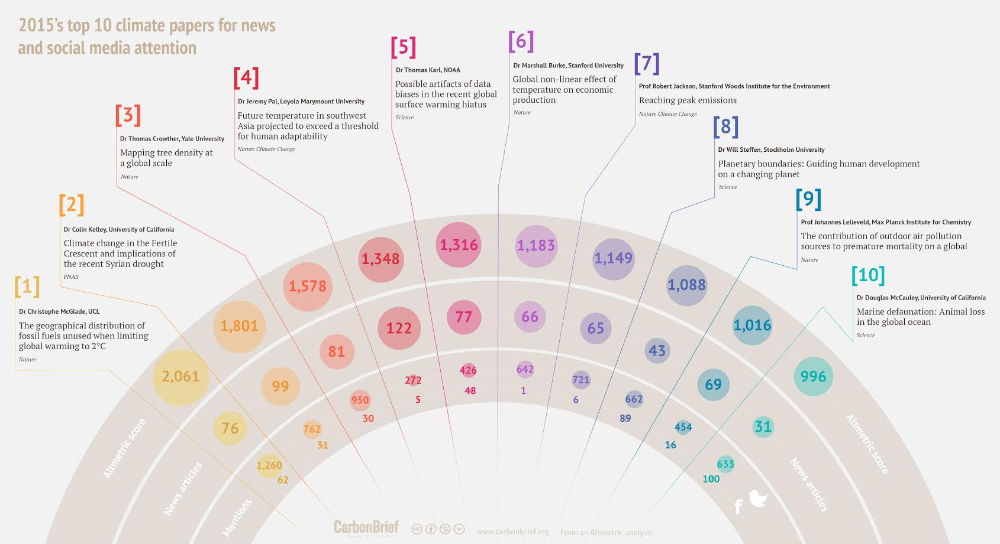 2015's top 10 climate papers for news
and social media attention
[1]
Dr Christophe McGlade, UCL
The geographical distribution of
fossil fuels unused when limiting
global warming to 2°C
Nature
[2]
Dr Colin Kelley, University of California
Climate change in the Fertile
Crescent and implications of
the recent Syrian drought
PNAS
[3]
Dr Thomas Crowther, Yale University
Mapping tree density at
a global scale
Nature
[4]
Dr Jeremy Pal, Loyola Marymount University
Future temperature in southwest
Asia projected to exceed a threshold
for human adaptability
Nature Climate Change
[5]
Dr Thomas Karl, NOAA
Possible artifacts of data
biases in the recent global
surface warming hiatus
Science
[6]
Dr Marshall Burke, Stanford University
Global non-linear effect of
temperature on economic
production
Nature
[7]
Prof Robert Jackson, Stanford Woods Institute for the Environment
Reaching peak emissions
Nature Climate Change
[8]
Dr Will Steffen, Stockholm University
Planetary boundaries: Guiding human development
on a changing planet
Science
[9]
Prof Johannes Lelieveld, Max Planck Institute for Chemistry
The contribution of outdoor air pollution
sources to premature mortality on a global
Nature
[10]
Dr Douglas McCauley, University of California
Marine defaunation: Animal loss
in the global ocean
Science
2,061
1,801
1,578
1,348
1,316
1,183
1,149
1,088
1,016
996
76
99
81
122
77
66
65
43
69
31
1,260
762
950
272
426
642
721
662
454
633
62
31
30
5
48
1
6
89
16
100
Altmetric score
News articles
Mentions
Altmetric score
News articles
f
CarbonBrief
CLEAR ON CLIMATE
cc
www.carbonbrief.org
From an Altmetric analysis